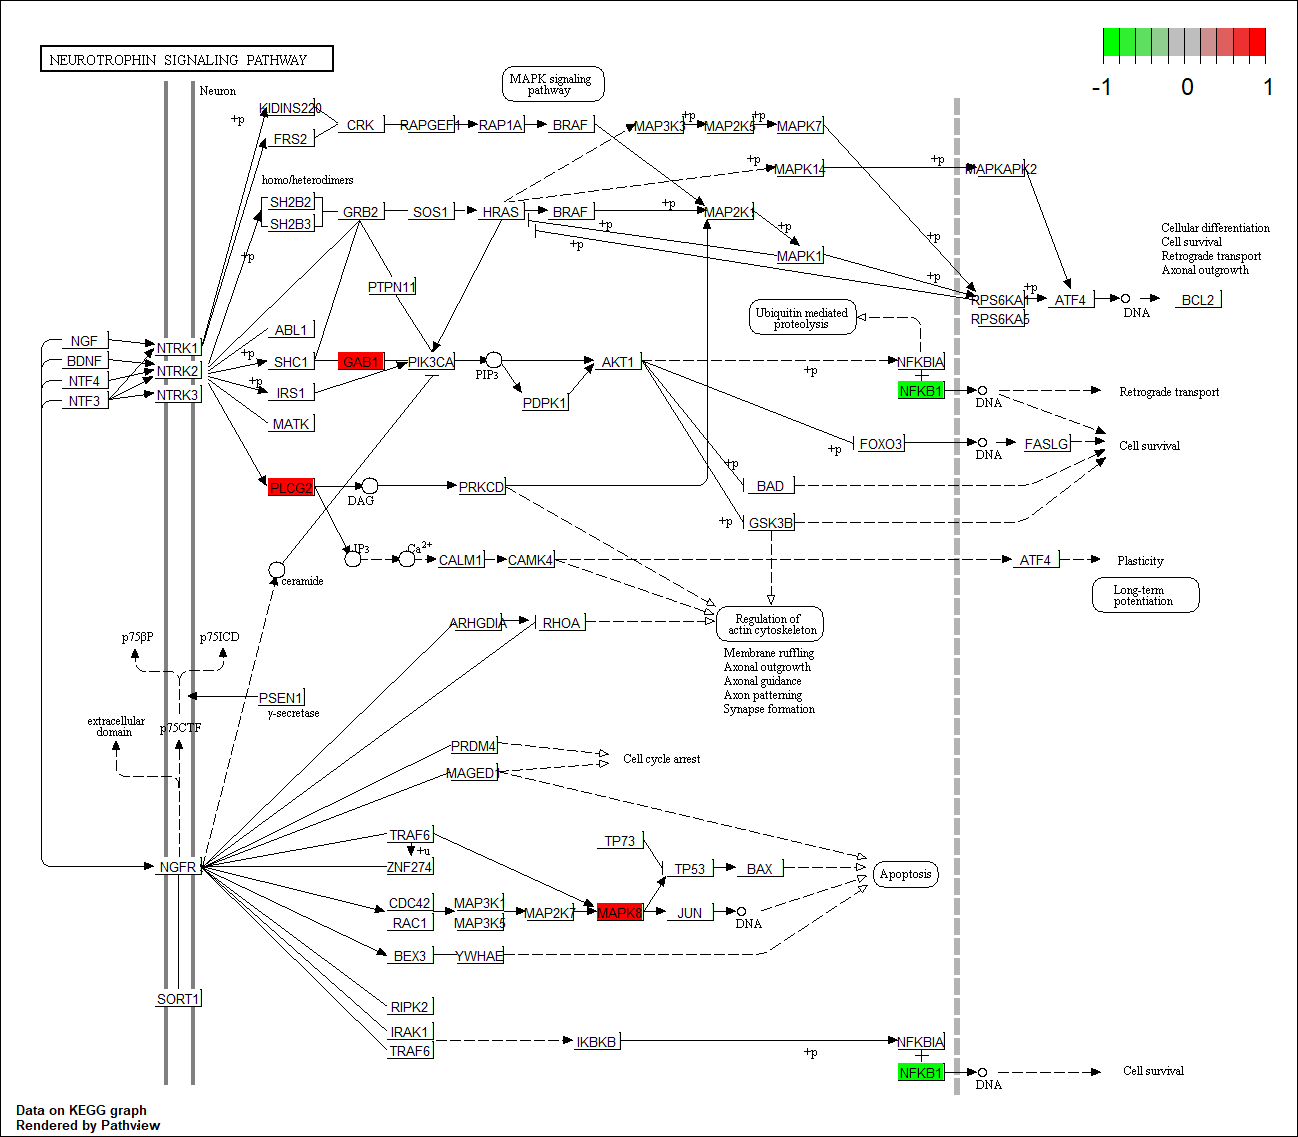 NEUROTROPHIN SIGNALING PATHWAY
-1 0 1
Neuron
MAPK signaling
pathway
+p
KIDINS220
FRS2
CRK
RAPGEF1
RAP1A
BRAF
+p
MAP3K3
+p
MAP2K5
+p
MAPK7
+p
MAPK14
+p
MAPKAPK2
homo/heterodimers
SH2B2
SH2B3
GRB2
SOS1
HRAS
BRAF
+p
MAP2K1
+p
+p
+p
MAPK1
+p
+p
+p
PTPN11
RPS6KA1
RPS6KA5
+p
ATF4
DNA
BCL2
Cellular differentiation
Cell survival
Retrograde transport
Axonal outgrowth
Ubiquitin mediated
proteolysis
NGF
BDNF
NTF4
NTF3
NTRK1
NTRK2
NTRK3
ABL1
+p
SHC1
+p
IRS1
MATK
GAB1
PIK3CA
PIP3
PDPK1
AKT1
+p
NFKBIA
NFKB1
DNA
Retrograde transport
+p
FOXO3
DNA
FASLG
Cell survival
PLCG2
DAG
PRKCD
+p
BAD
+p
GSK3B
IP3
Ca2+
CALM1
CAMK4
ATF4
Plasticity
Long-term
potentiation
ceramide
ARHGDIA
RHOA
Regulation of
actin cytoskeleton
Membrane ruffling
Axonal outgrowth
Axonal guidance
Axon patterning
Synapse formation
p75βP
p75ICD
PSEN1
γ-secretase
extracellular
domain
p75CTF
PRDM4
MAGED1
Cell cycle arrest
TRAF6
+u
ZNF274
NGFR
TP73
TP53
BAX
Apoptosis
CDC42
RAC1
MAP3K1
MAP3K5
MAP2K7
MAPK8
JUN
DNA
BEX3
YWHAE
SORT1
RIPK2
IRAK1
TRAF6
IKBKB
+p
NFKBIA
NFKB1
DNA
Cell survival
Data on KEGG graph
Rendered by Pathview